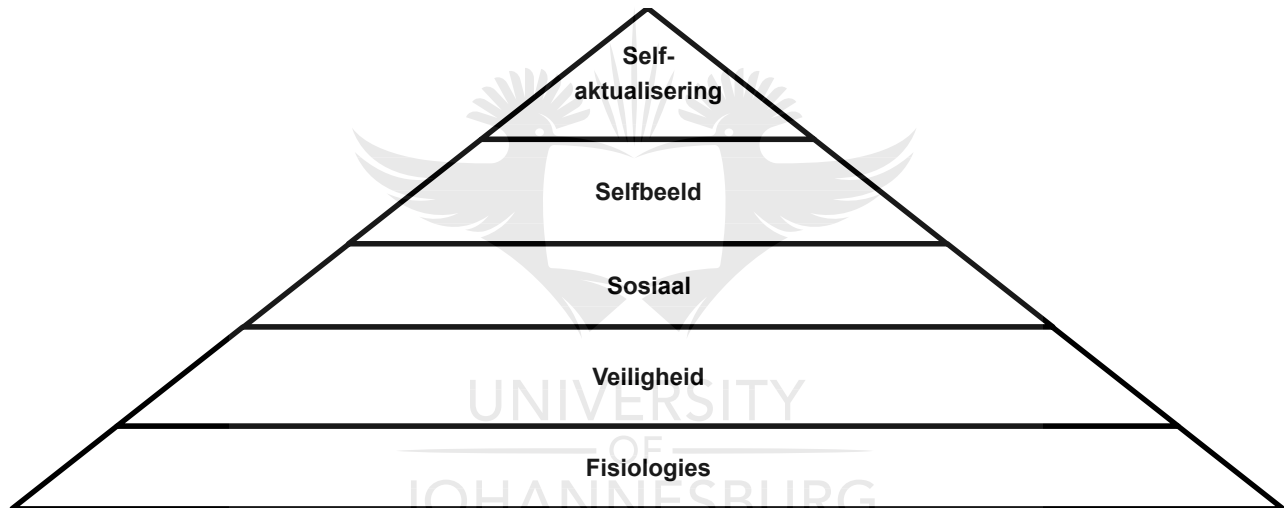 Self-
aktualisering
Selfbeeld
Sosiaal
Veiligheid
UNIVERSITY
OF
Fisiologies
JOHANNESBURG